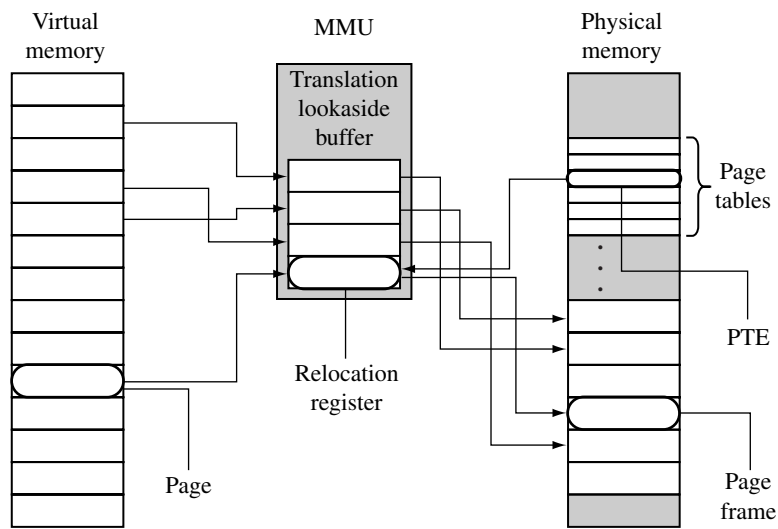 Virtual
memory
MMU
Physical
memory
Translation
lookaside
buffer
Page
tables
PTE
Relocation
register
Page
Page
frame